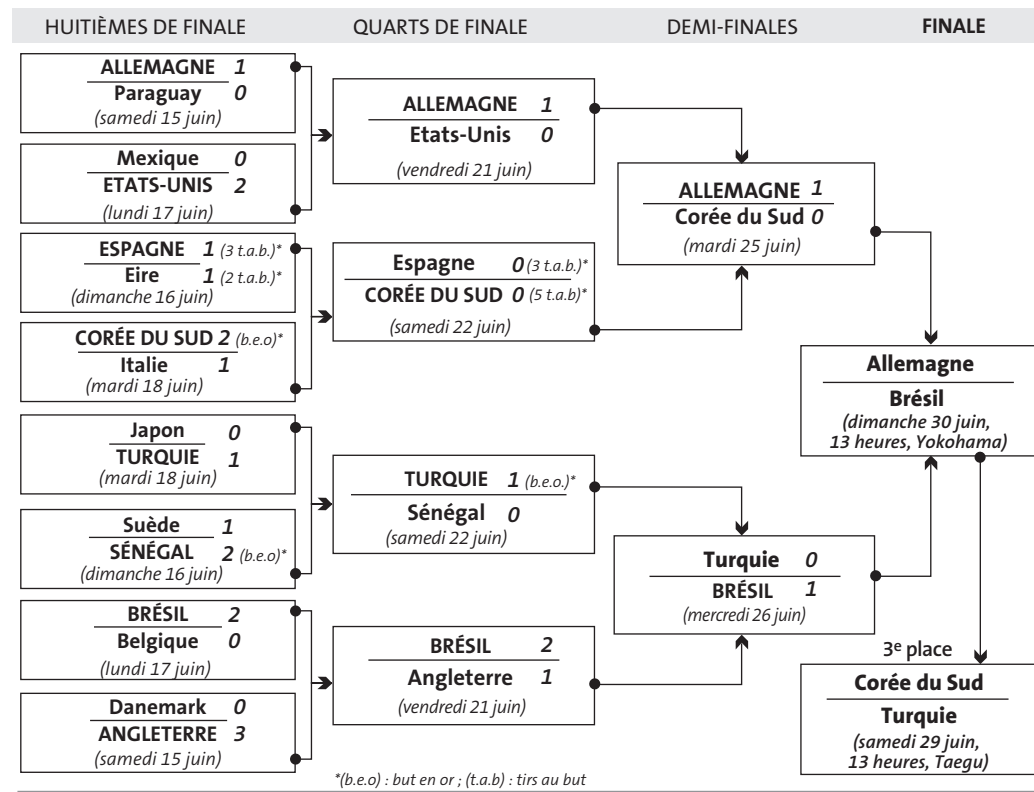 HUITIÈMES DE FINALE QUARTS DE FINALE DEMI-FINALES FINALE
ALLEMAGNE 1
Paraguay 0
(samedi 15 juin)
Mexique 0
ETATS-UNIS 2
(lundi 17 juin)
ESPAGNE 1 (3 t.a.b.)*
Eire 1 (2 t.a.b.)*
(dimanche 16 juin)
CORÉE DU SUD 2 (b.e.o)*
Italie 1
(mardi 18 juin)
Japon 0
TURQUIE 1
(mardi 18 juin)
Suède 1
SÉNÉGAL 2 (b.e.o)*
(dimanche 16 juin)
BRÉSIL 2
Belgique 0
(lundi 17 juin)
Danemark 0
ANGLETERRE 3
(samedi 15 juin)
ALLEMAGNE 1
Etats-Unis 0
(vendredi 21 juin)
Espagne 0 (3 t.a.b.)*
CORÉE DU SUD 0 (5 t.a.b)*
(samedi 22 juin)
TURQUIE 1 (b.e.o.)*
Sénégal 0
(samedi 22 juin)
BRÉSIL 2
Angleterre 1
(vendredi 21 juin)
ALLEMAGNE 1
Corée du Sud 0
(mardi 25 juin)
Turquie 0
BRÉSIL 1
(mercredi 26 juin)
Allemagne
Brésil
(dimanche 30 juin,
13 heures, Yokohama)
3e place
Corée du Sud
Turquie
(samedi 29 juin,
13 heures, Taegu)
*(b.e.o) : but en or ; (t.a.b) : tirs au but